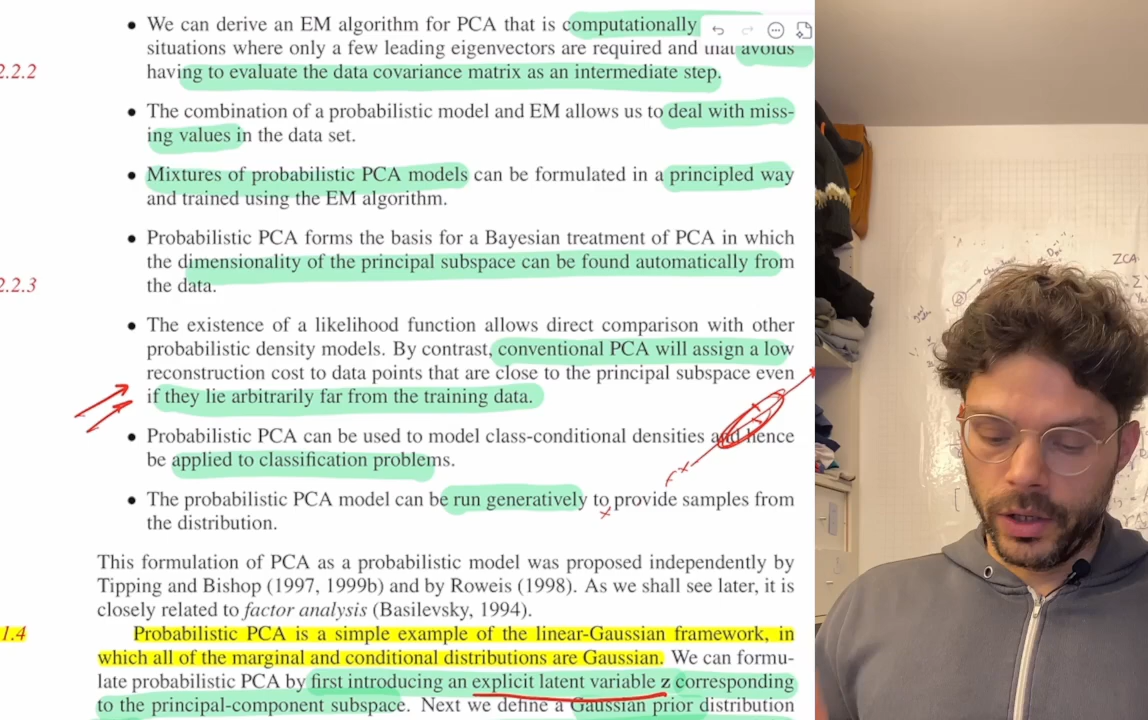 • We can derive an EM algorithm for PCA that is computationally
situations where only a few leading eigenvectors are required and that avoids
2.2.2
having to evaluate the data covariance matrix as an intermediate step.
• The combination of a probabilistic model and EM allows us to deal with miss-
ing values in the data set.
• Mixtures of probabilistic PCA models can be formulated in a principled way
and trained using the EM algorithm.
• Probabilistic PCA forms the basis for a Bayesian treatment of PCA in which
the dimensionality of the principal subspace can be found automatically from
2.2.3
the data.
• The existence of a likelihood function allows direct comparison with other
probabilistic density models. By contrast, conventional PCA will assign a low
reconstruction cost to data points that are close to the principal subspace even
if they lie arbitrarily far from the training data.
• Probabilistic PCA can be used to model class-conditional densities and hence
be applied to classification problems.
• The probabilistic PCA model can be run generatively to provide samples from
the distribution.
This formulation of PCA as a probabilistic model was proposed independently by
Tipping and Bishop (1997, 1999b) and by Roweis (1998). As we shall see later, it is
closely related to factor analysis (Basilevsky, 1994).
1.4
Probabilistic PCA is a simple example of the linear-Gaussian framework, in
which all of the marginal and conditional distributions are Gaussian. We can formu-
late probabilistic PCA by first introducing an explicit latent variable z corresponding
to the principal-component subspace. Next we define a Gaussian prior distribution
ZCA